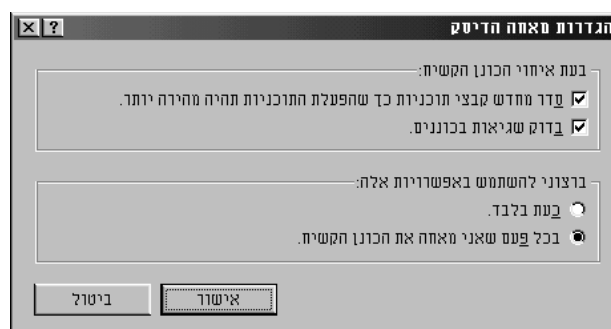 הגדרות מאחה הדיסק
בעת איחוי הכונן הקשיח:
סדר מחדש קבצי תוכניות כך שהפעלת התוכניות תהיה מהירה יותר.
בדוק שגיאות בכוננים.
ברצוני להשתמש באפשרויות אלה:
כעת בלבד.
בכל פעם שאני מאחה את הכונן הקשיח.
אישור
ביטול